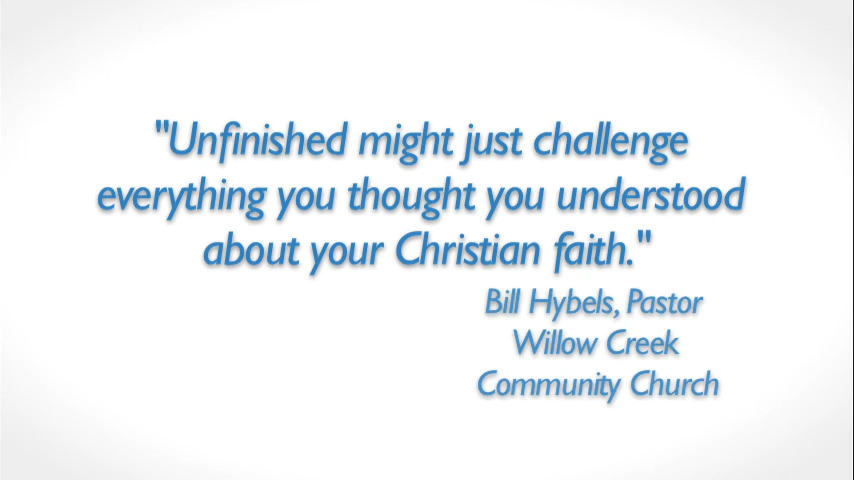 "Unfinished might just challenge
everything you thought you understood
about your Christian faith."
Bill Hybels, Pastor
Willow Creek
Community Church